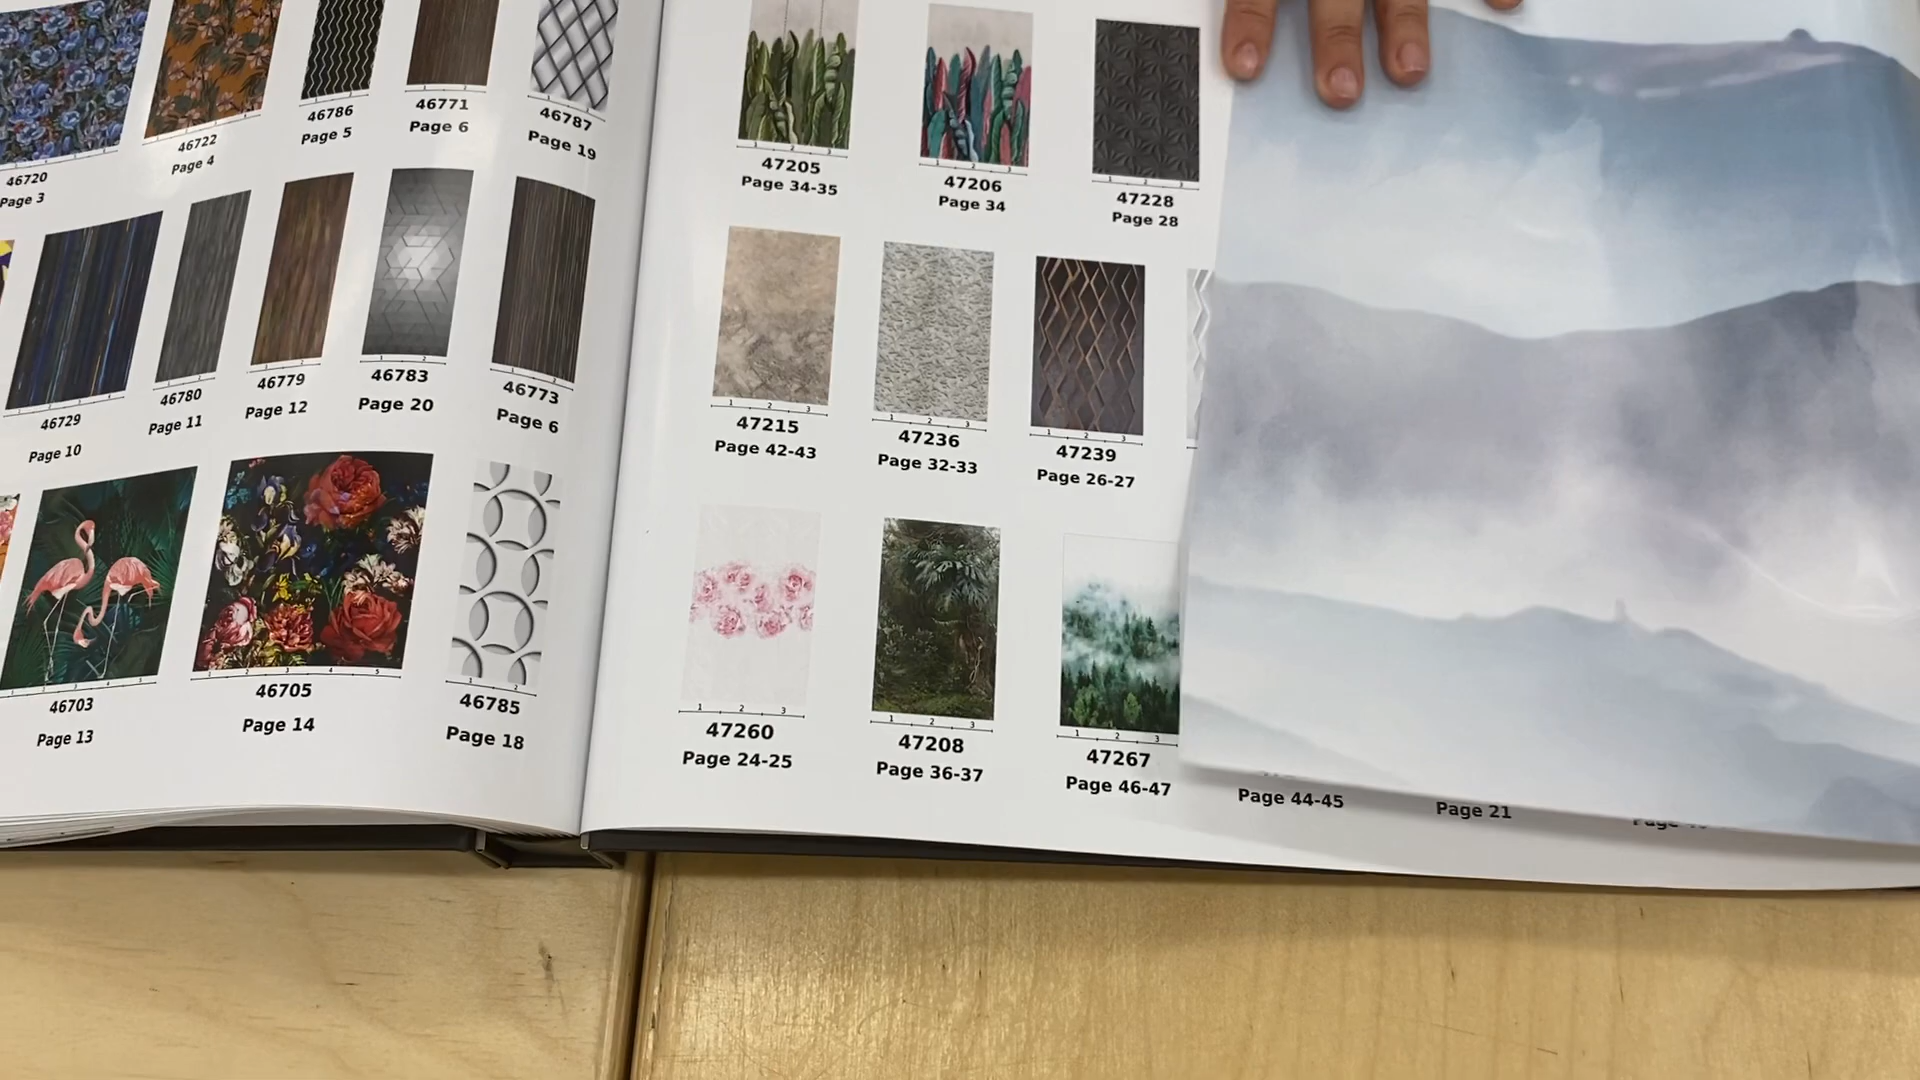 46720
Page 3
46722
Page 4
46786
Page 5
46771
Page 6
46787
Page 19
46729
Page 10
46780
Page 11
46779
Page 12
46783
Page 20
46773
Page 6
46703
Page 13
46705
Page 14
46785
Page 18
47205
Page 34-35
47206
Page 34
47228
Page 28
47215
Page 42-43
47236
Page 32-33
47239
Page 26-27
47260
Page 24-25
47208
Page 36-37
47267
Page 46-47
Page 44-45
Page 21